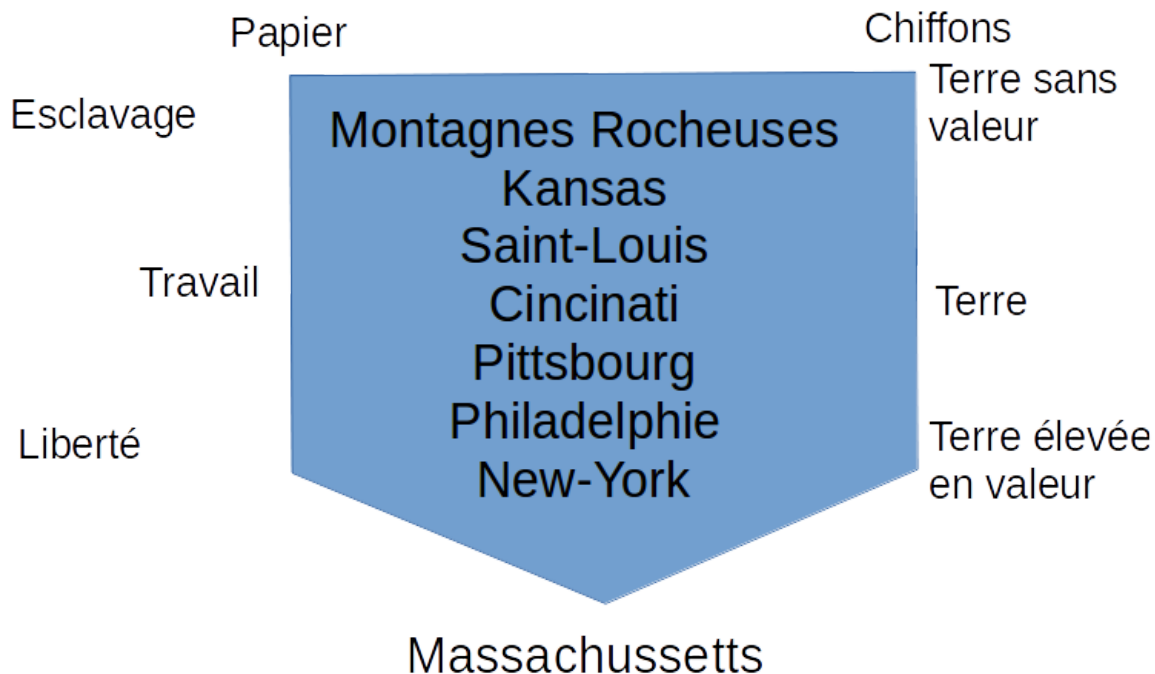 Papier
Chiffons
Esclavage
Terre sans
valeur
Montagnes Rocheuses
Kansas
Saint-Louis
Travail
Cincinati
Terre
Pittsbourg
Philadelphie
Liberté
Terre élevée
en valeur
New-York
Massachussetts